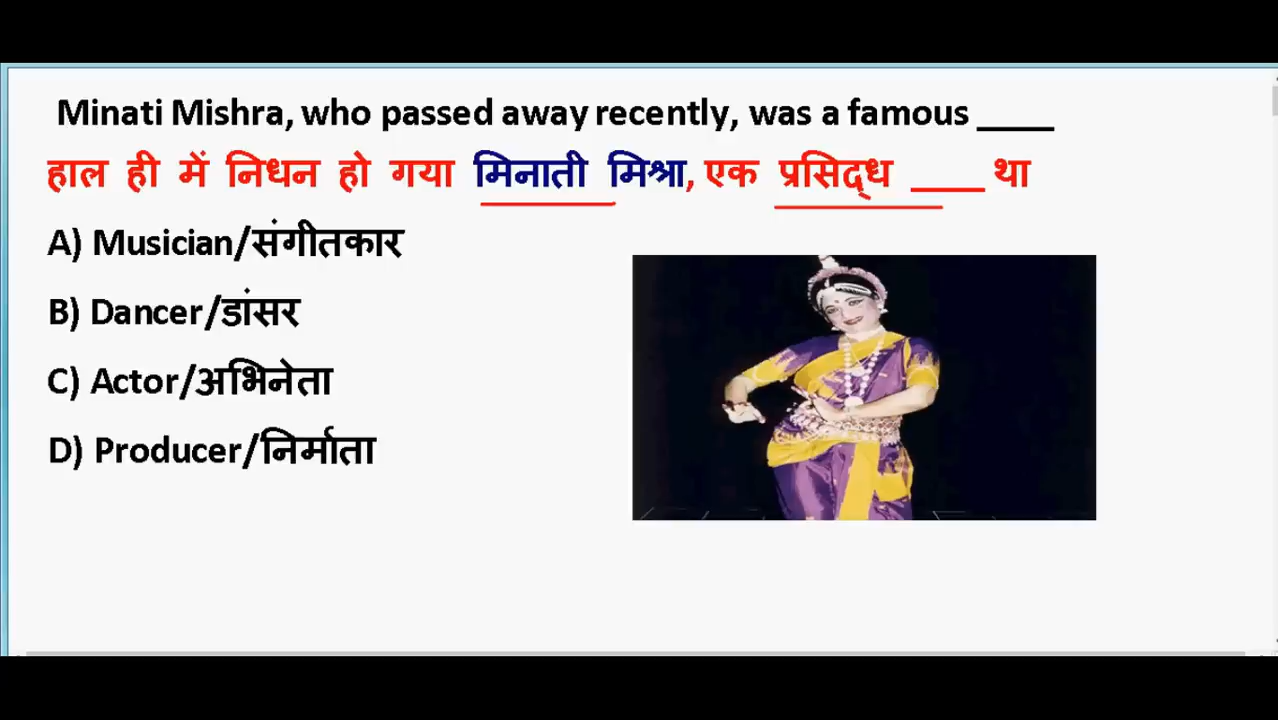 Minati Mishra, who passed away recently, was a famous ____
हाल ही में निधन हो गया मिनाती मिश्रा, एक प्रसिद्ध ____ था
A) Musician/संगीतकार
B) Dancer/डांसर
C) Actor/अभिनेता
D) Producer/निर्माता